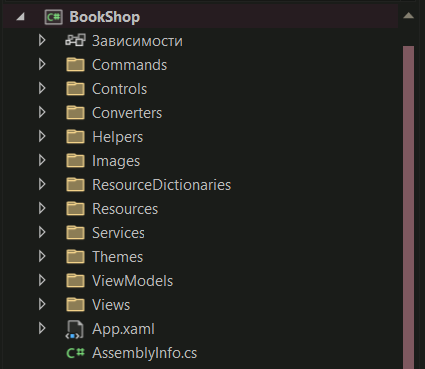 BookShop
Зависимости
Commands
Controls
Converters
Helpers
Images
ResourceDictionaries
Resources
Services
Themes
ViewModels
Views
App.xaml
C# AssemblyInfo.cs